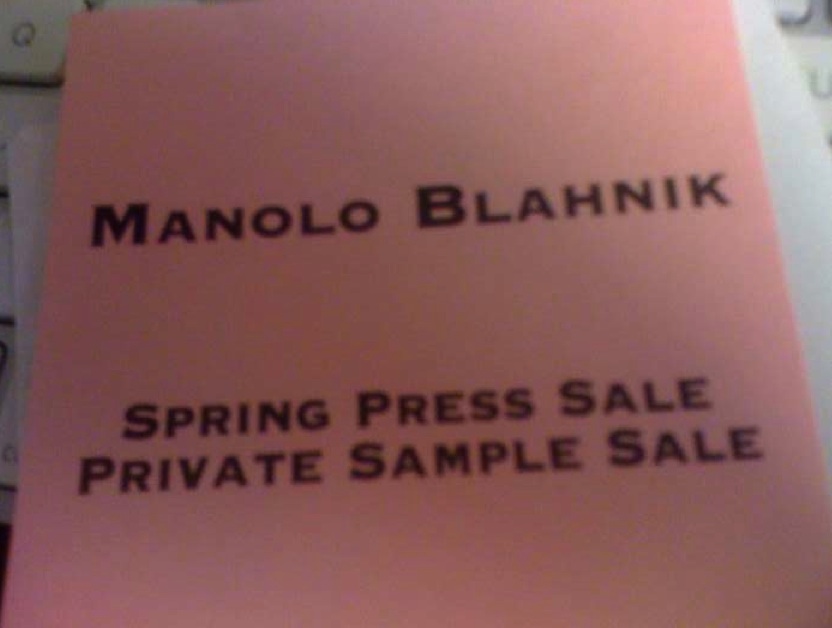 Q
U
MANOLO BLAHNIK
SPRING PRESS SALE
PRIVATE SAMPLE SALE